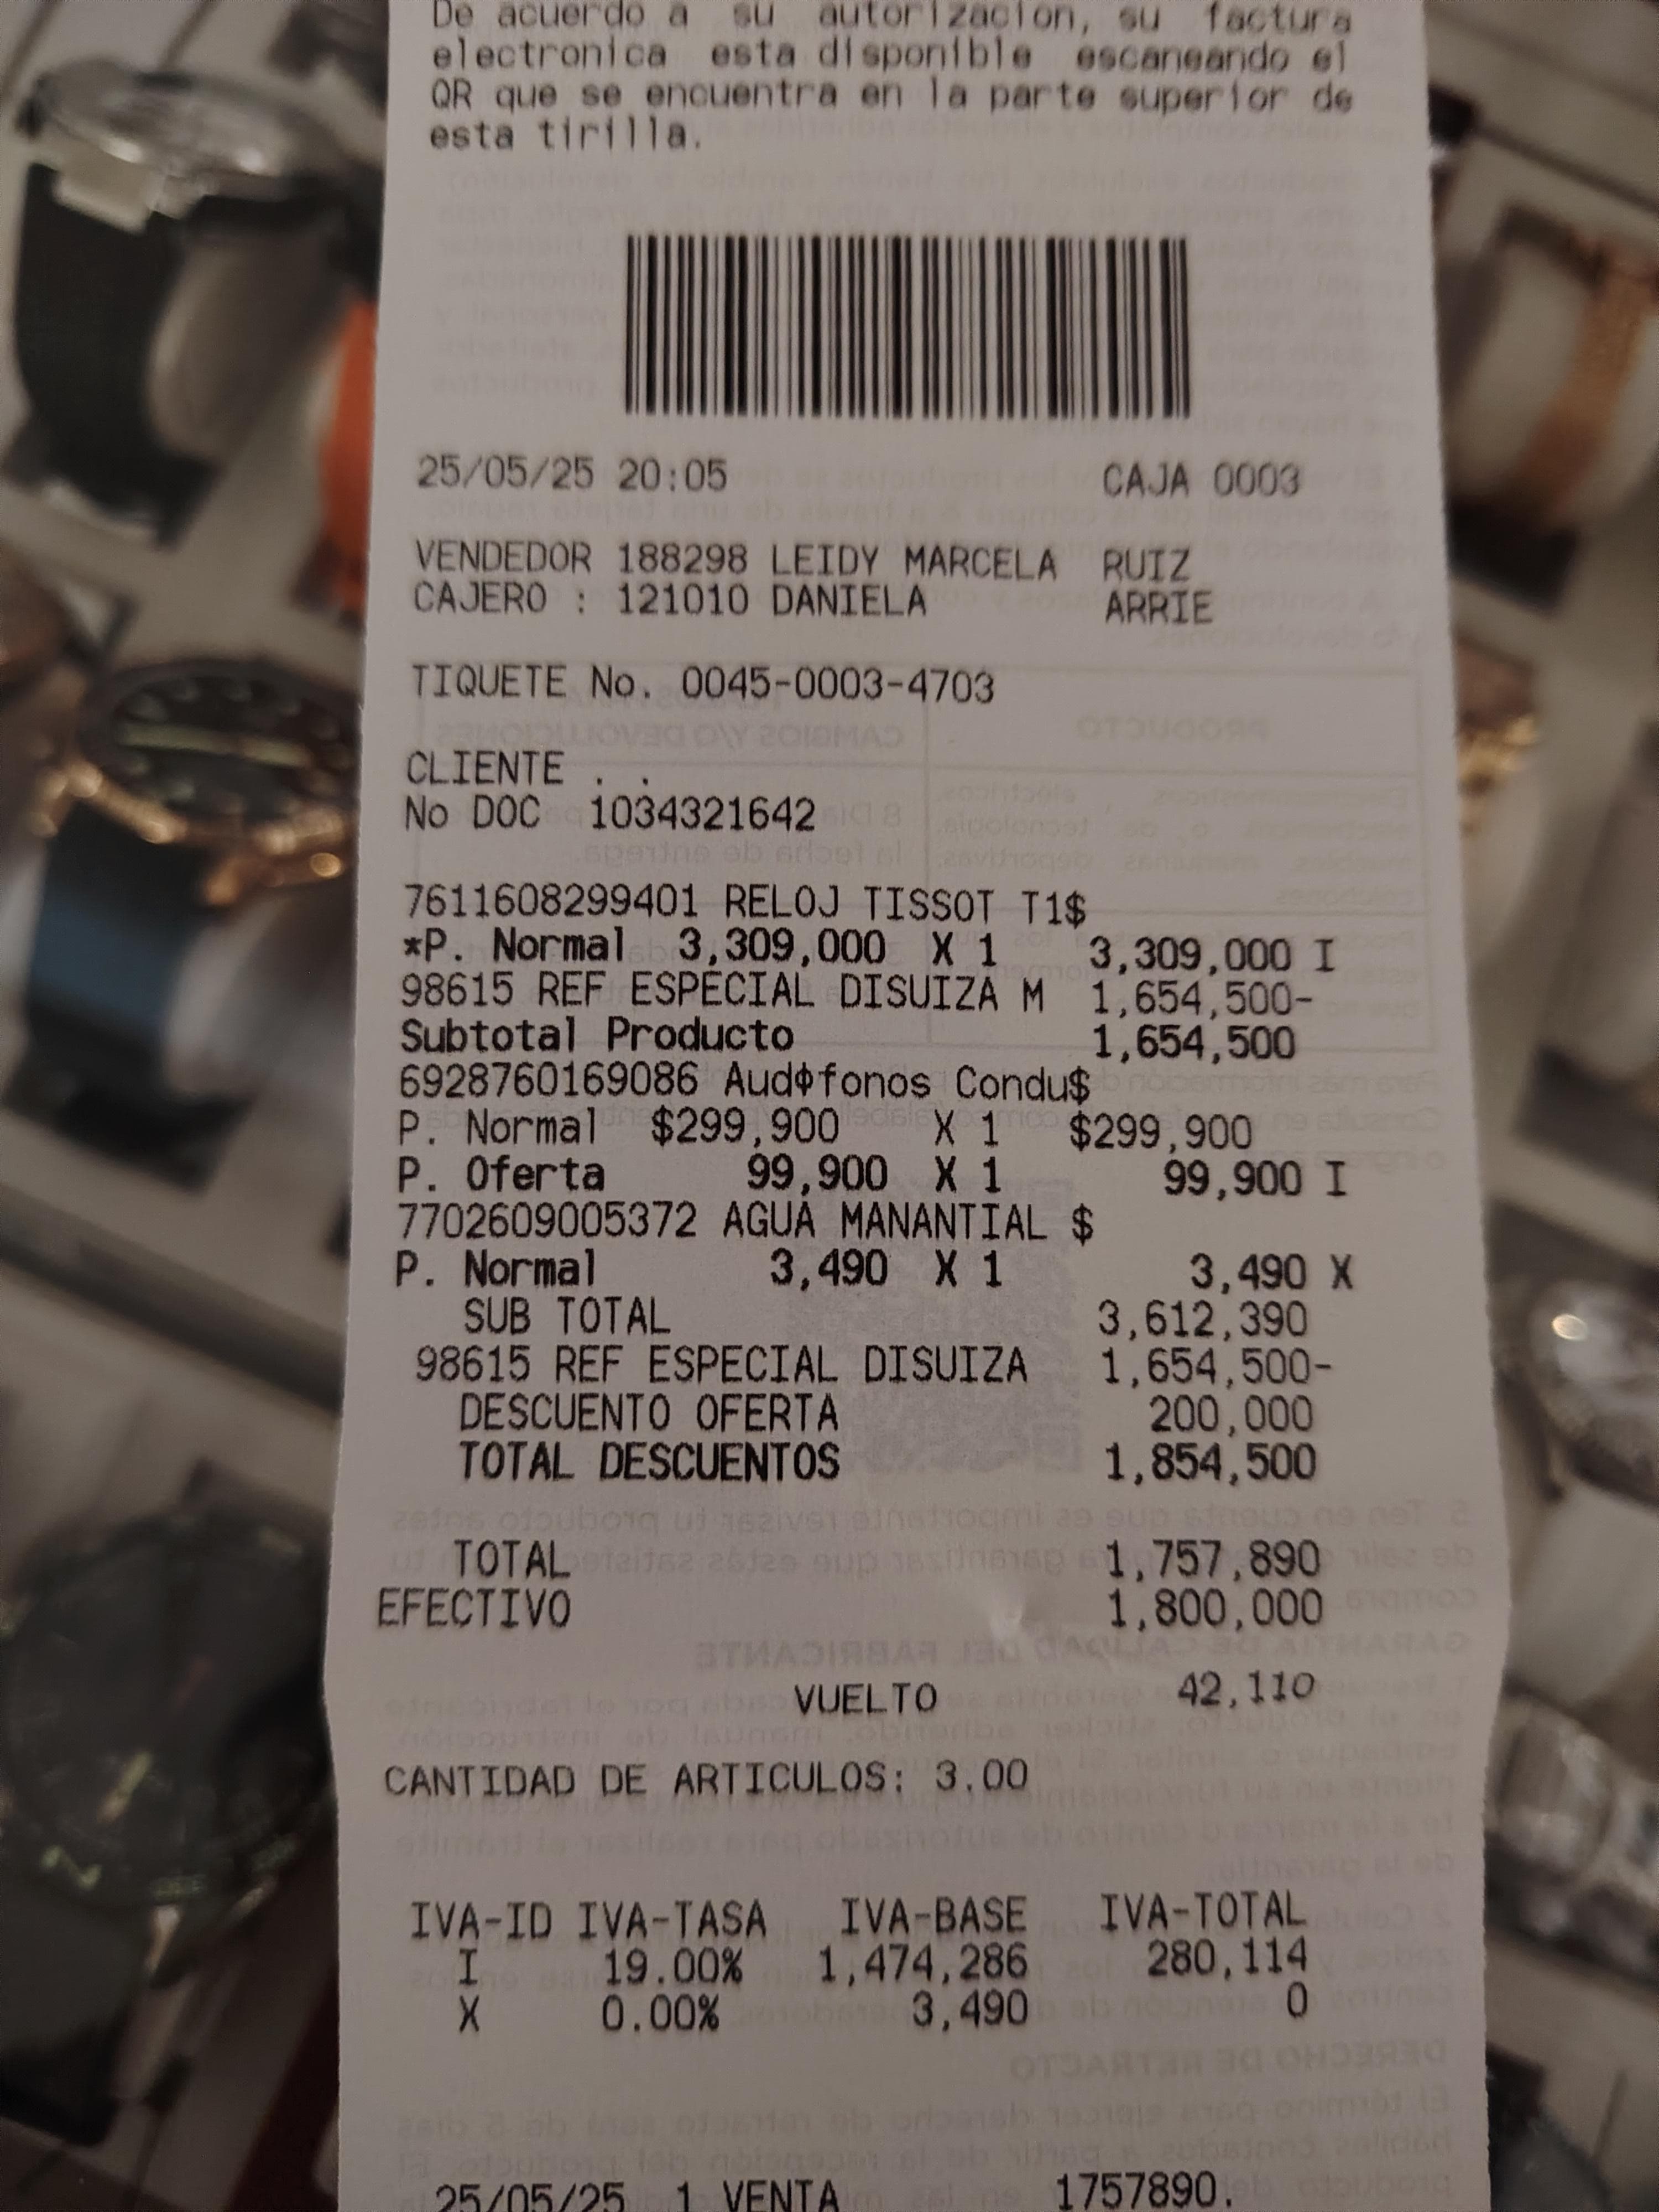 De acuerdo a su autorizacion, su factura
electronica esta disponible escaneando el
QR que se encuentra en la parte superior de
esta tirilla.
25/05/25 20:05 CAJA 0003
VENDEDOR 188298 LEIDY MARCELA RUIZ
CAJERO : 121010 DANIELA ARRIE
TIQUETE No. 0045-0003-4703
CLIENTE . .
No DOC 1034321642
7611608299401 RELOJ TISSOT T1$
*P. Normal 3,309,000 X 1 3,309,000 I
98615 REF ESPECIAL DISUIZA M 1,654,500-
Subtotal Producto 1,654,500
6928760169086 Audɸfonos Condu$
P. Normal $299,900 X 1 $299,900
P. Oferta 99,900 X 1 99,900 I
7702609005372 AGUA MANANTIAL $
P. Normal 3,490 X 1 3,490 X
SUB TOTAL 3,612,390
98615 REF ESPECIAL DISUIZA 1,654,500-
DESCUENTO OFERTA 200,000
TOTAL DESCUENTOS 1,854,500
TOTAL 1,757,890
EFECTIVO 1,800,000
VUELTO 42,110
CANTIDAD DE ARTICULOS: 3.00
IVA-ID IVA-TASA IVA-BASE IVA-TOTAL
I 19.00% 1,474,286 280,114
X 0.00% 3,490 0
25/05/25 1 VENTA 1757890.